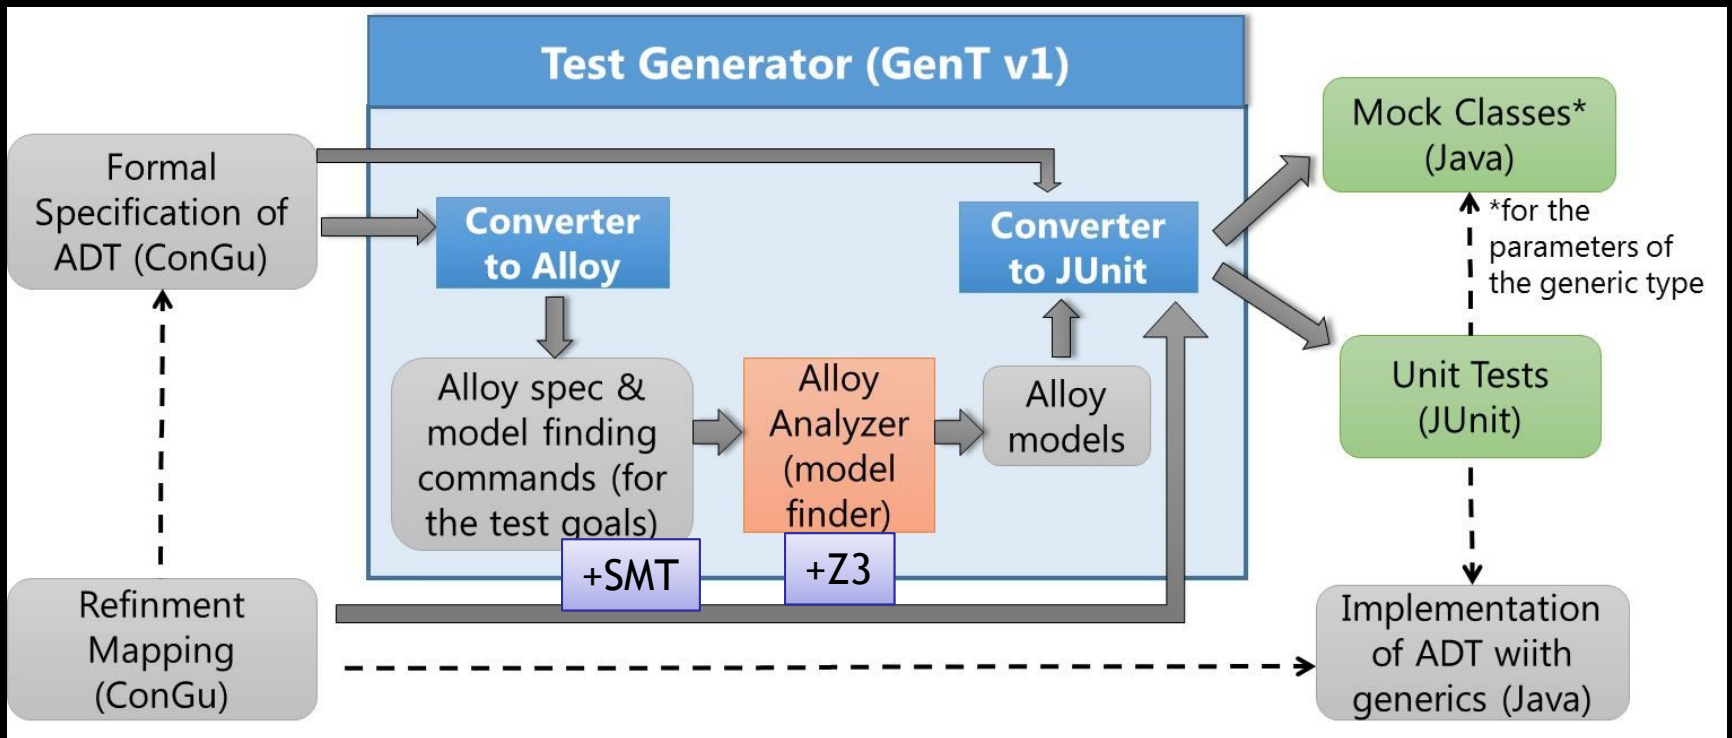 Test Generator (GenT v1)
Formal
Specification of
ADT (ConGu)
Converter
to Alloy
Converter
to JUnit
Mock Classes*
(Java)
*for the
parameters of
the generic type
Alloy spec &
model finding
commands (for
the test goals)
+SMT
Alloy
Analyzer
(model
finder)
+Z3
Alloy
models
Unit Tests
(JUnit)
Refinment
Mapping
(ConGu)
Implementation
of ADT wiith
generics (Java)